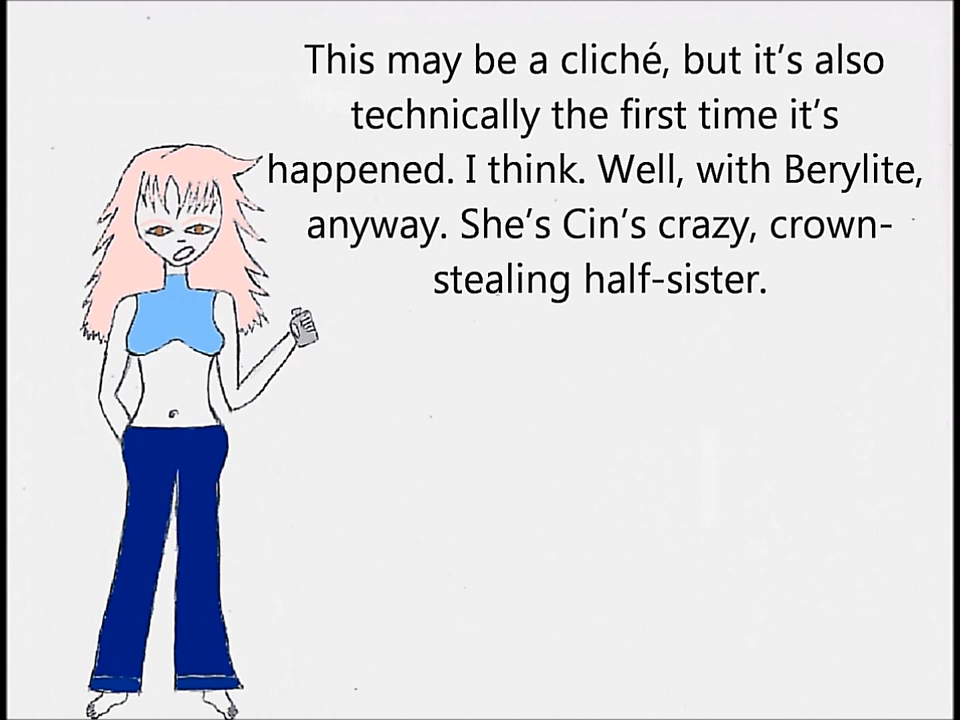 This may be a cliché, but it’s also
technically the first time it’s
happened. I think. Well, with Berylite,
anyway. She’s Cin’s crazy, crown-
stealing half-sister.